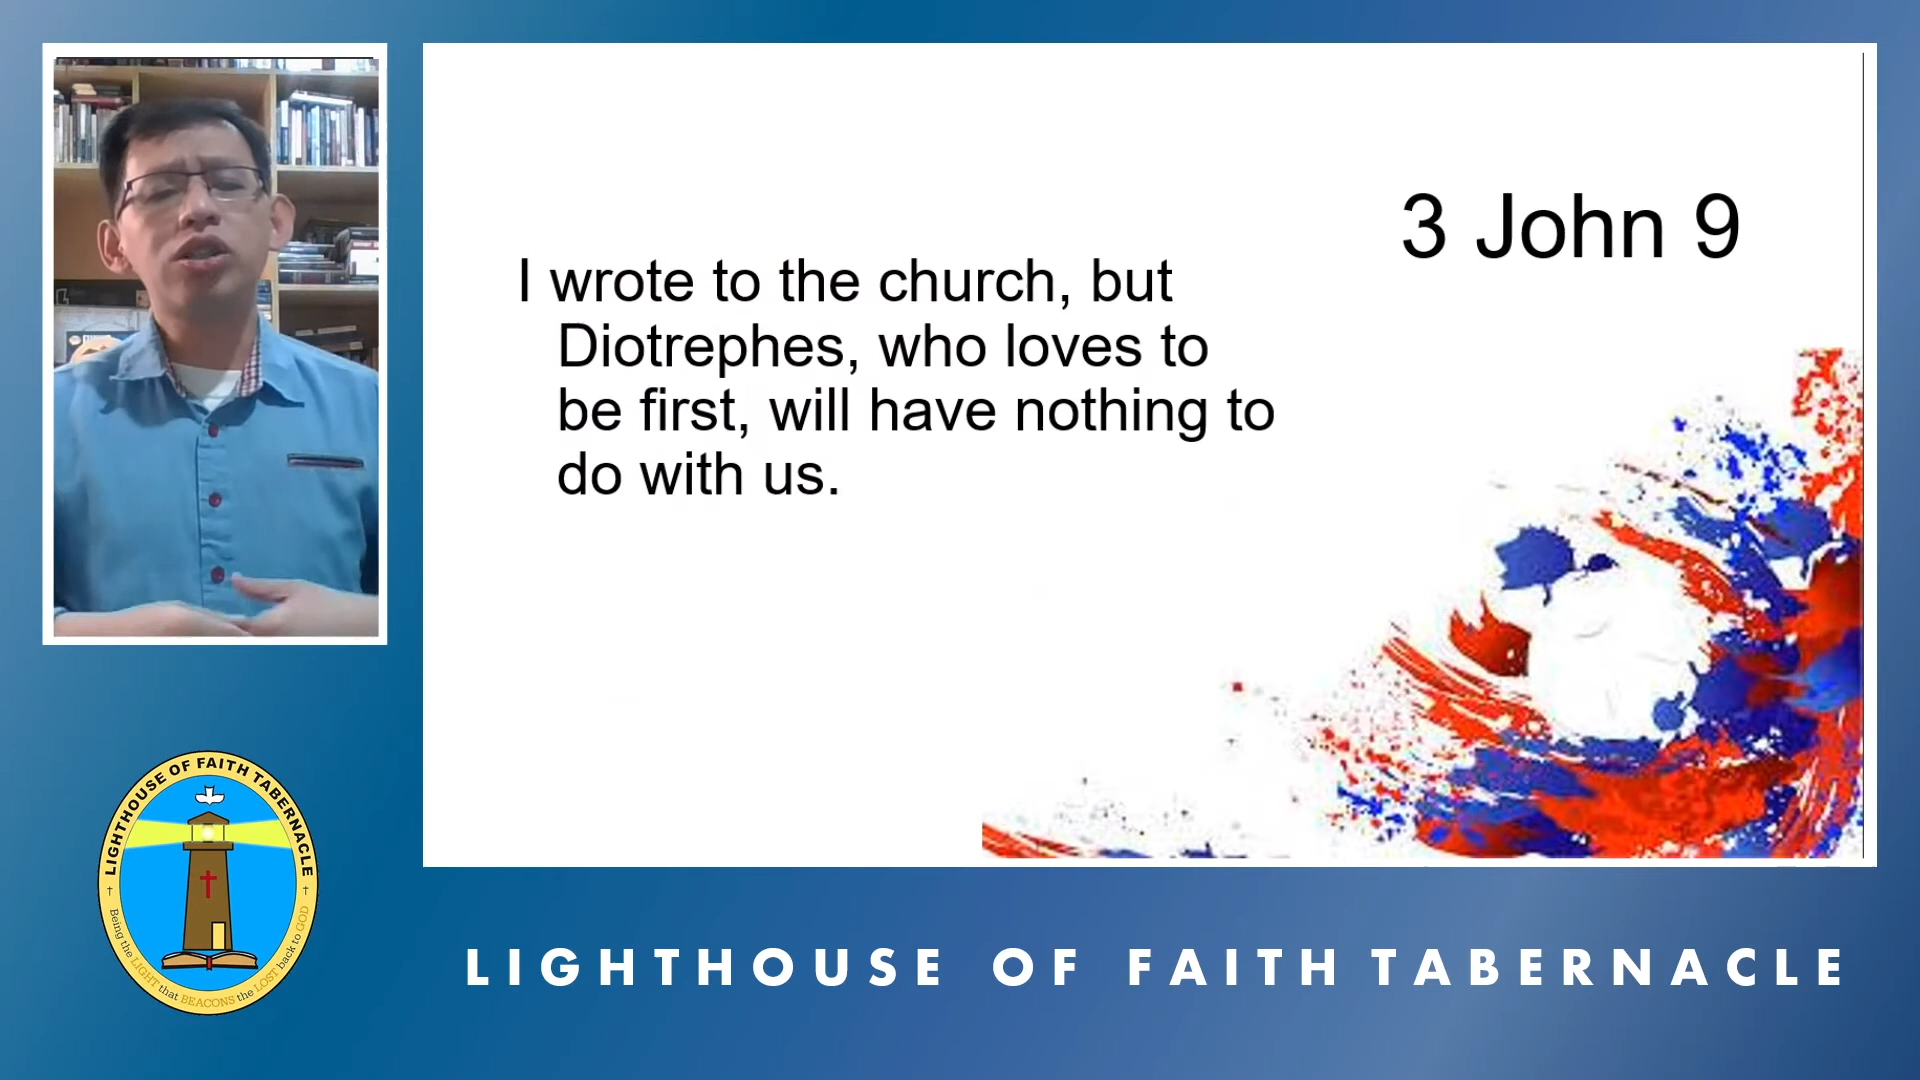 3 John 9
I wrote to the church, but
Diotrephes, who loves to
be first, will have nothing to
do with us.
LIGHTHOUSE OF FAITH TABERNACLE
Being the LIGHT that BEACONS the LOST back to GOD
LIGHTHOUSE OF FAITH TABERNACLE